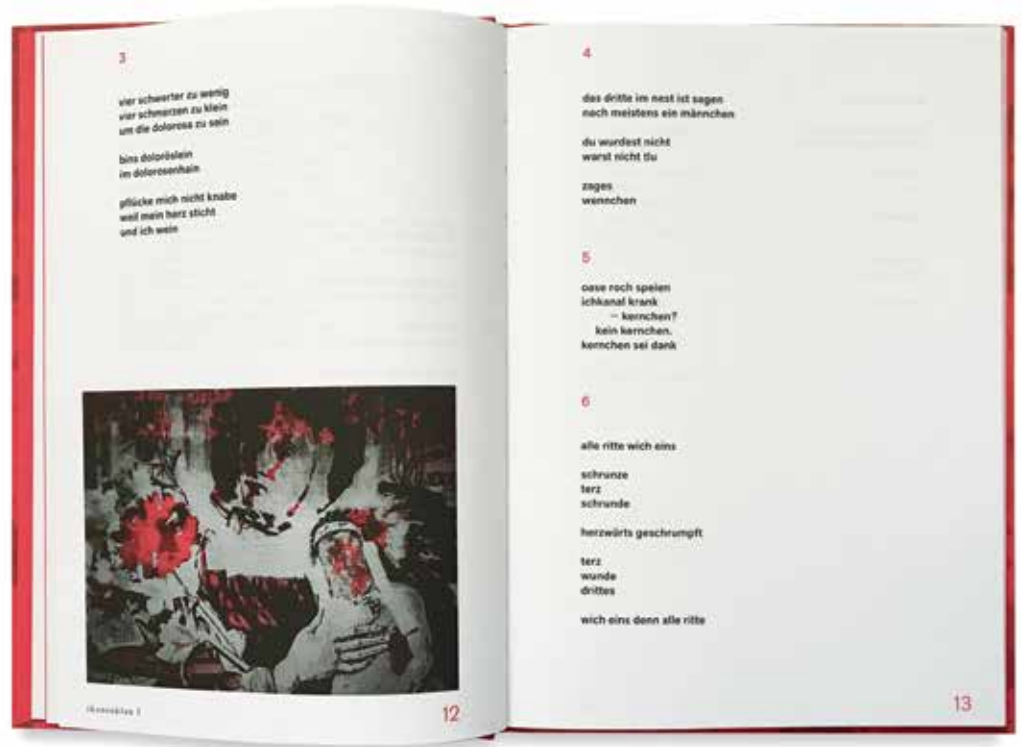 3
vier schwerter zu wenig
vier schmerzen zu klein
um die dolorosa zu sein
bins doloröslein
im dolorosenhain
pflücke mich nicht knabe
weil mein herz sticht
und ich wein
12
4
das dritte im nest ist sagen
nach meistens ein männchen
du wurdest nicht
warst nicht tlu
zages
wennchen
5
oase roch speien
ichkanal krank
– kernchen?
kein kernchen.
kernchen sei dank
6
alle ritte wich eins
schrunze
terz
schrunde
herzwärts geschrumpft
terz
wunde
drittes
wich eins denn alle ritte
13